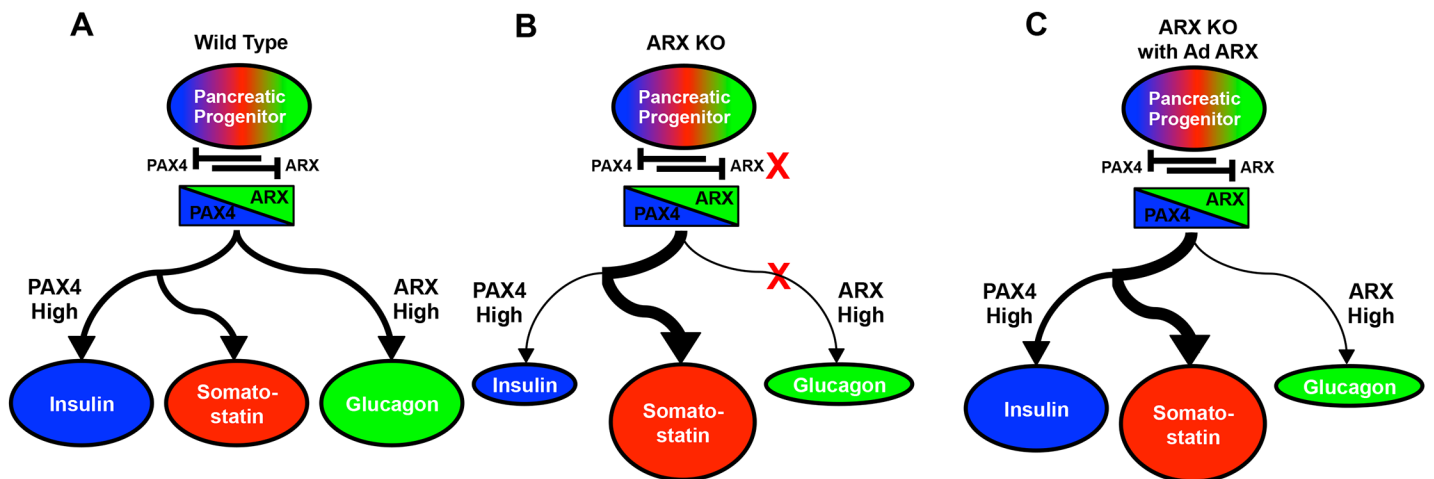 A
Wild Type
Pancreatic
Progenitor
PAX4
ARX
ARX
PAX4
PAX4
High
ARX
High
Insulin
Somato-
statin
Glucagon
B
ARX KO
Pancreatic
Progenitor
PAX4
ARX
X
ARX
PAX4
X
PAX4
High
ARX
High
Insulin
Somato-
statin
Glucagon
C
ARX KO
with Ad ARX
Pancreatic
Progenitor
PAX4
ARX
ARX
PAX4
PAX4
High
ARX
High
Insulin
Somato-
statin
Glucagon